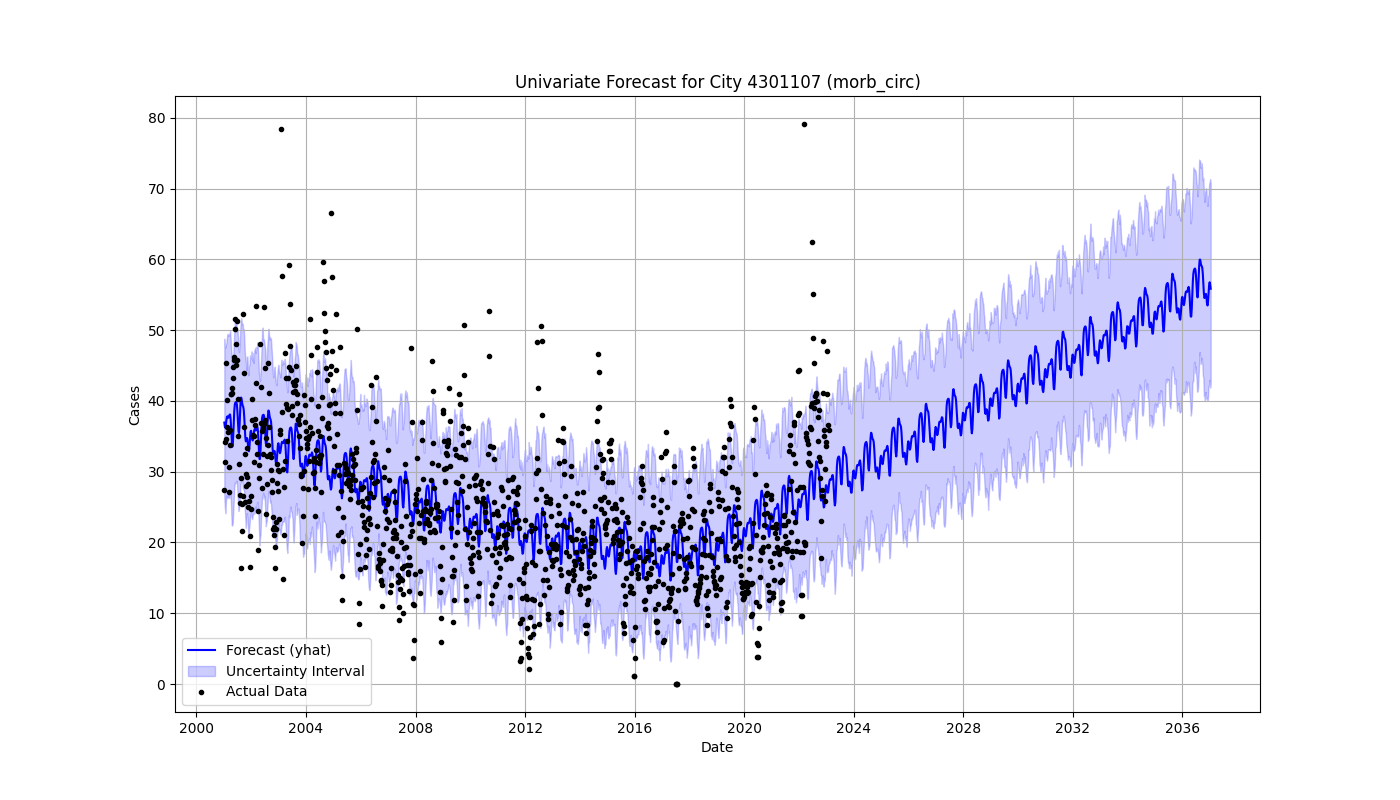 Univariate Forecast for City 4301107 (morb_circ)
80
70
60
50
40
30
20
10
0
Cases
Forecast (yhat)
Uncertainty Interval
Actual Data
2000 2004 2008 2012 2016 2020 2024 2028 2032 2036
Date